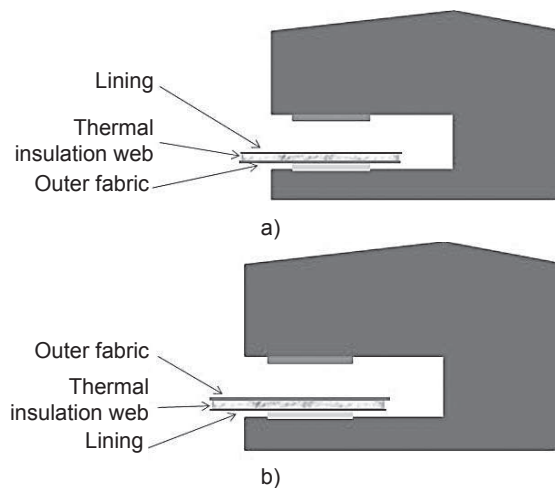 Lining
Thermal
insulation web
Outer fabric
a)
Outer fabric
Thermal
insulation web
Lining
b)